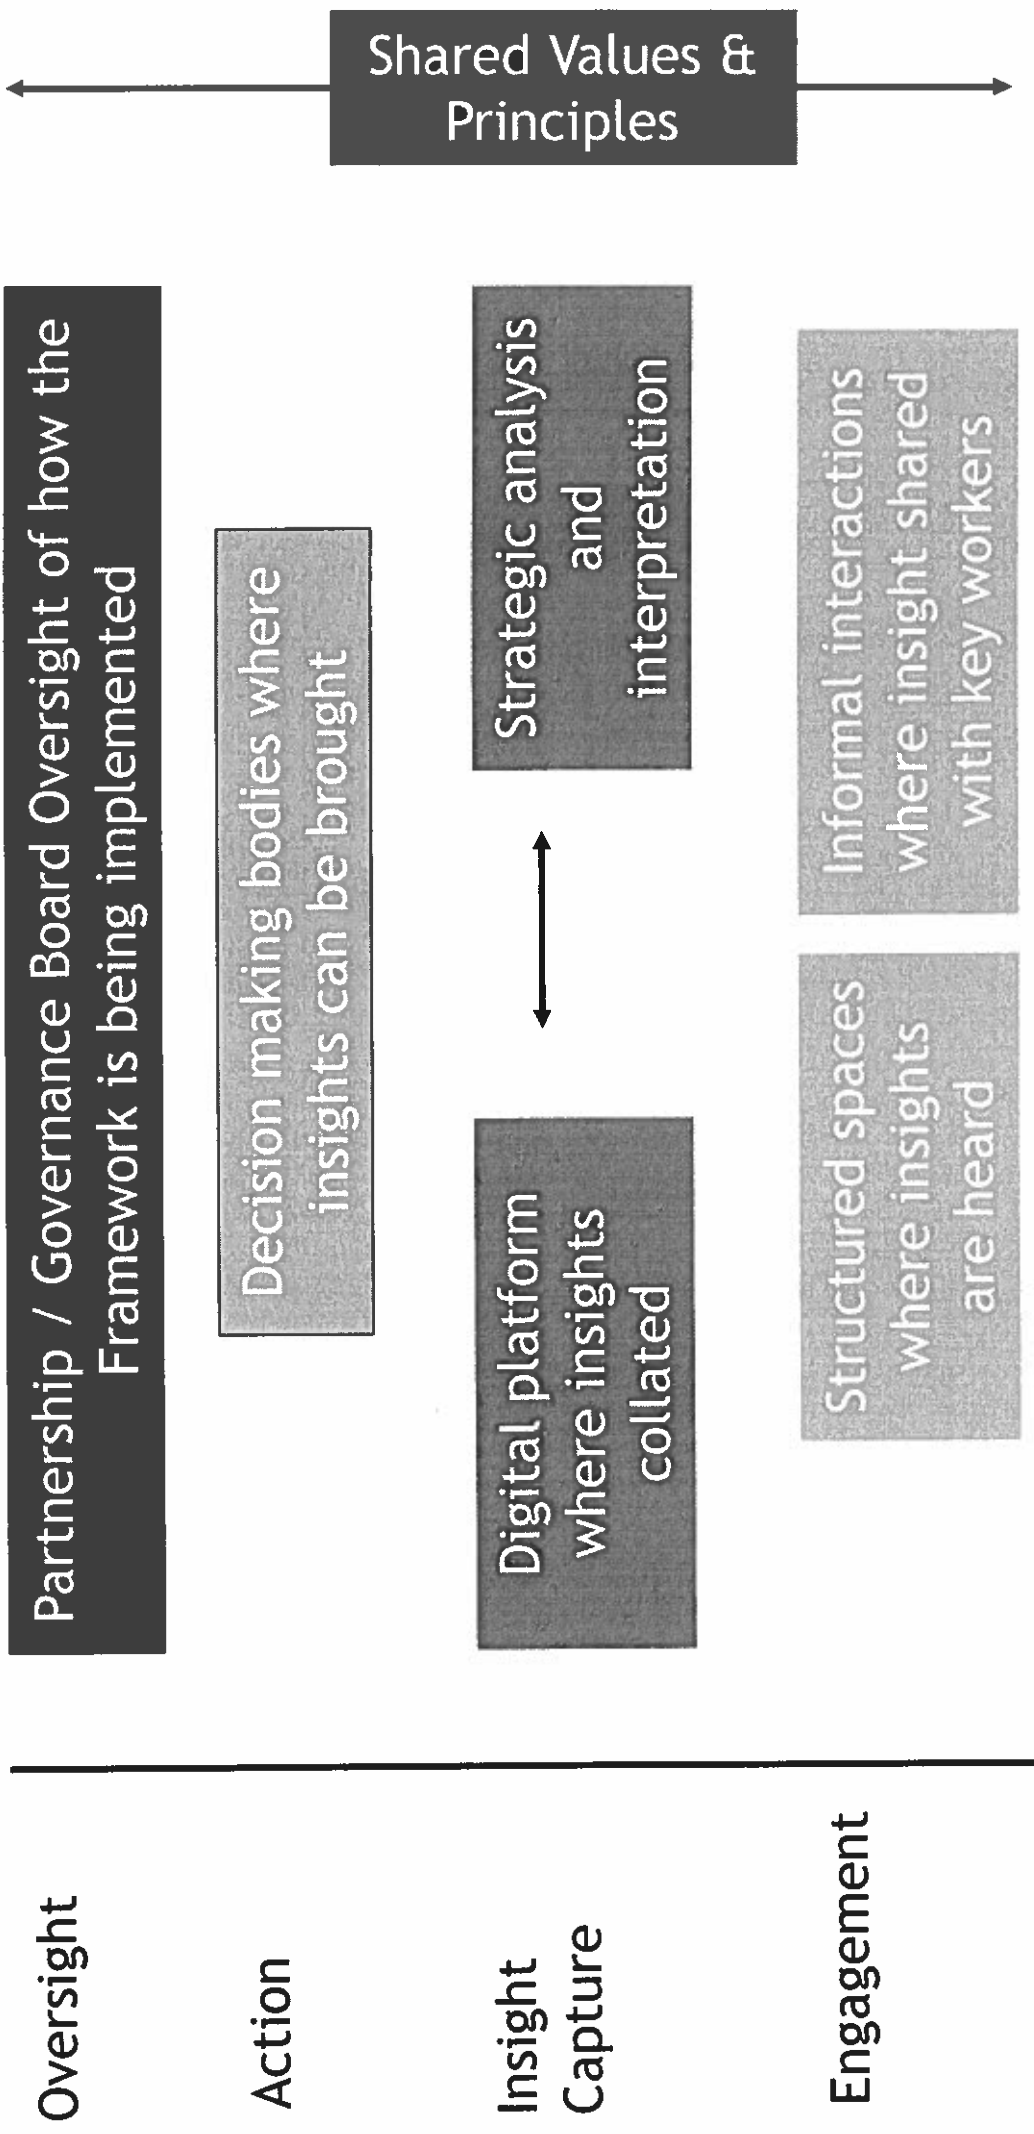 Oversight
Partnership / Governance Board Oversight of how the
Framework is being implemented
Action
Decision making bodies where
insights can be brought
Insight
Capture
Digital platform
where insights
collated
Strategic analysis
and
interpretation
Engagement
Structured spaces
where insights
are heard
Informal interactions
where insight shared
with key workers
Shared Values &
Principles